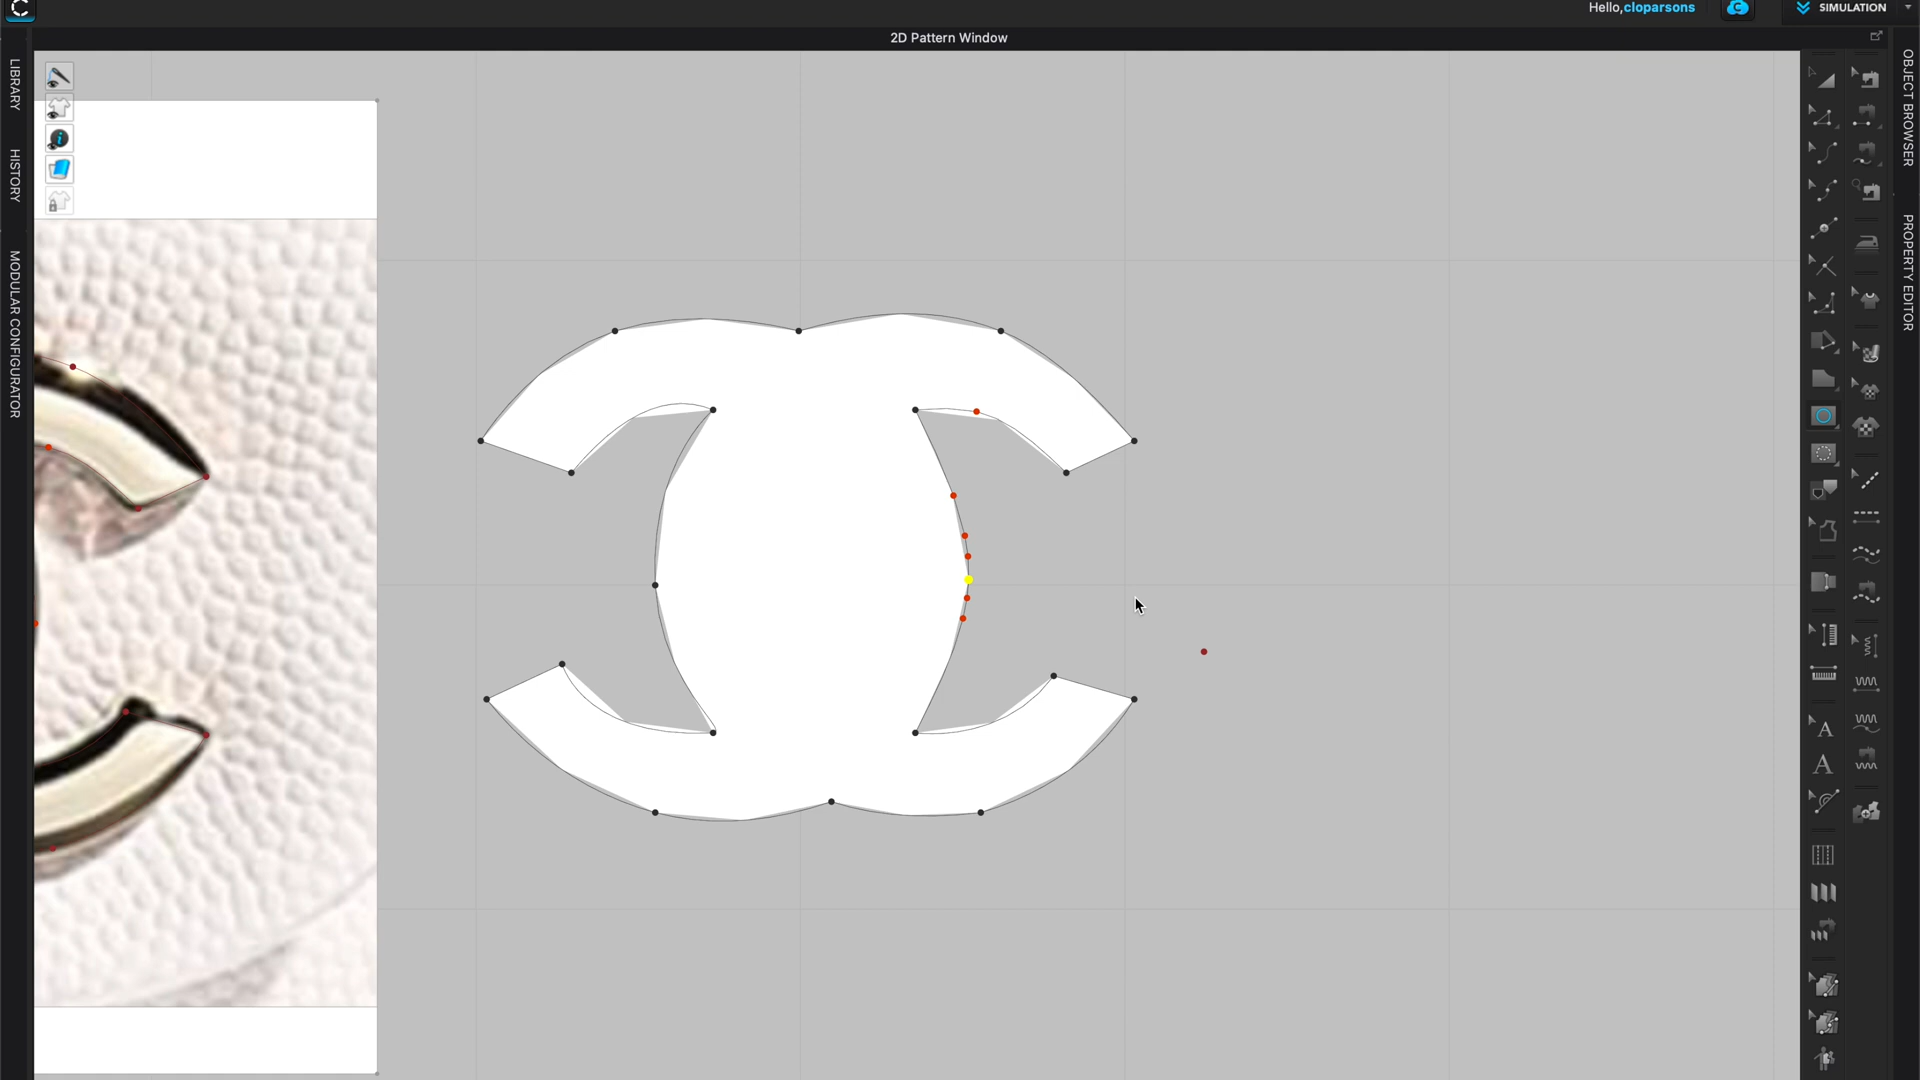 Hello,cloparsons
SIMULATION
2D Pattern Window
LIBRARY
HISTORY
MODULAR CONFIGURATOR
OBJECT BROWSER
PROPERTY EDITOR